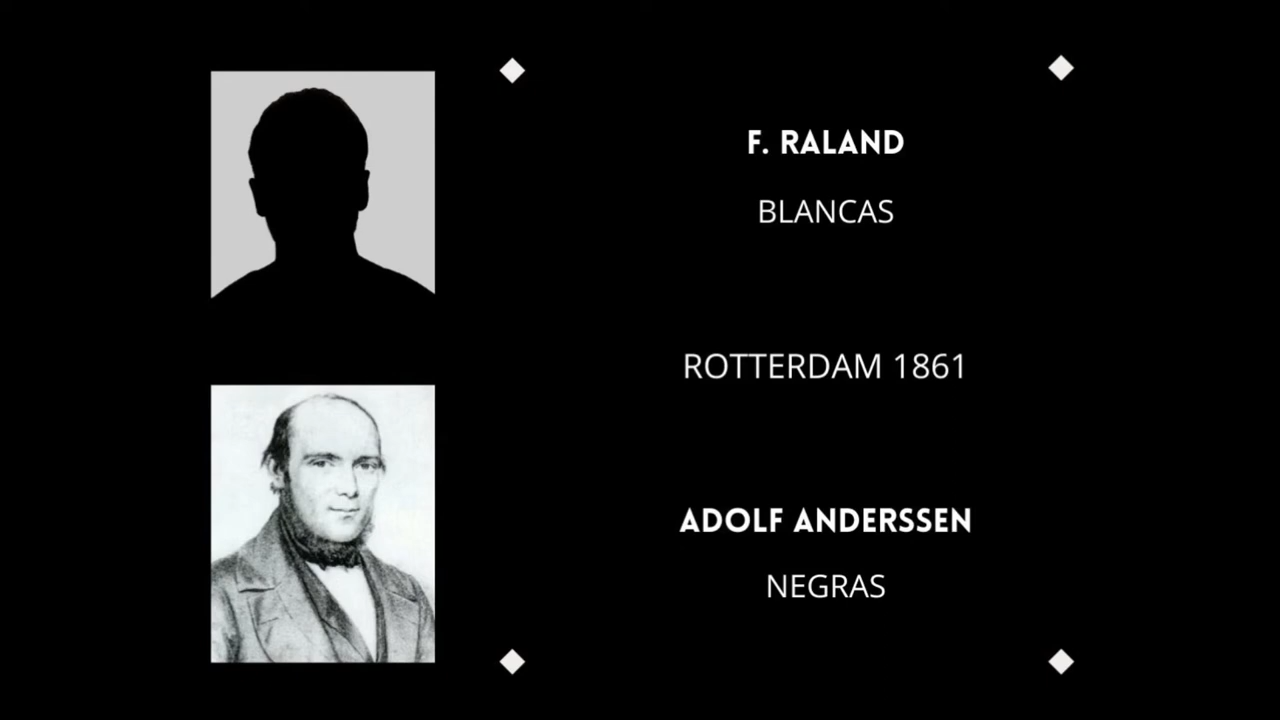 F. RALAND
BLANCAS
ROTTERDAM 1861
ADOLF ANDERSSEN
NEGRAS